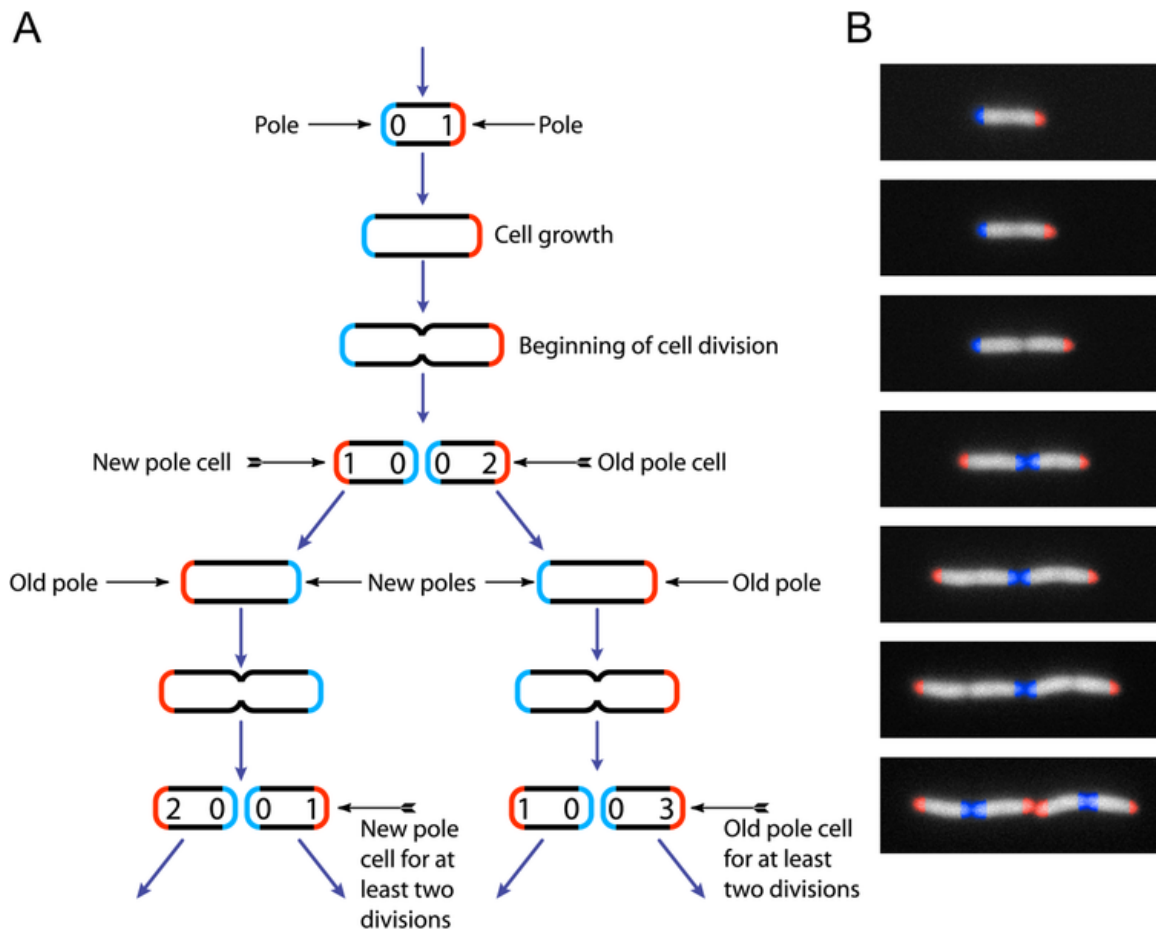 A
B
Pole
0 1
Pole
Cell growth
Beginning of cell division
New pole cell
1 0
0 2
Old pole cell
Old pole
New poles
Old pole
2 0
0 1
New pole
cell for at
least two
divisions
1 0
0 3
Old pole cell
for at least
two divisions